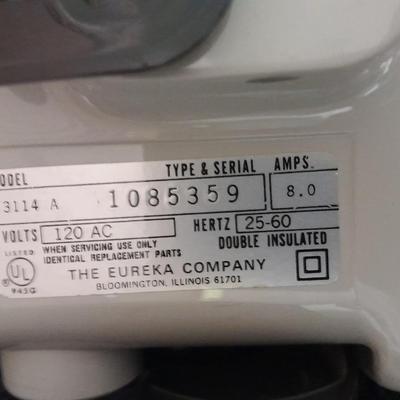 ODEL TYPE & SERIAL AMPS.
3114 A 1085359 8.0
VOLTS 120 AC HERTZ 25-60
LISTED WHEN SERVICING USE ONLY DOUBLE INSULATED
UL IDENTICAL REPLACEMENT PARTS
945G THE EUREKA COMPANY
BLOOMINGTON, ILLINOIS 61701